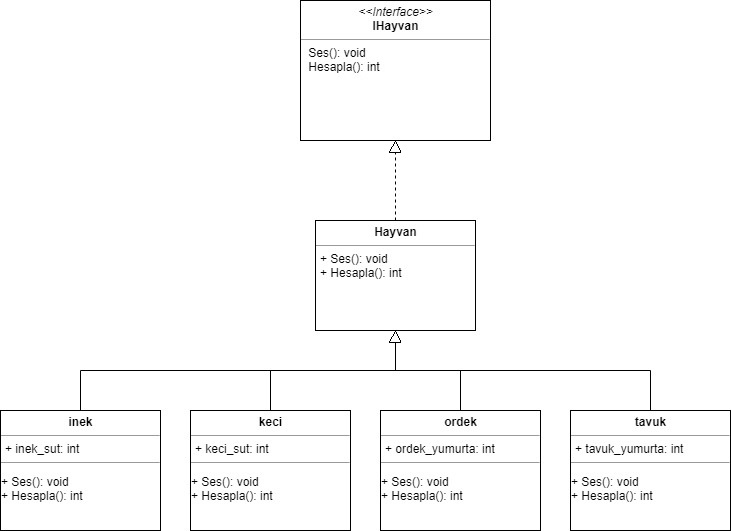 <<Interface>>
IHayvan
Ses(): void
Hesapla(): int
Hayvan
+ Ses(): void
+ Hesapla(): int
inek
+ inek_sut: int
+ Ses(): void
+ Hesapla(): int
keci
+ keci_sut: int
+ Ses(): void
+ Hesapla(): int
ordek
+ ordek_yumurta: int
+ Ses(): void
+ Hesapla(): int
tavuk
+ tavuk_yumurta: int
+ Ses(): void
+ Hesapla(): int